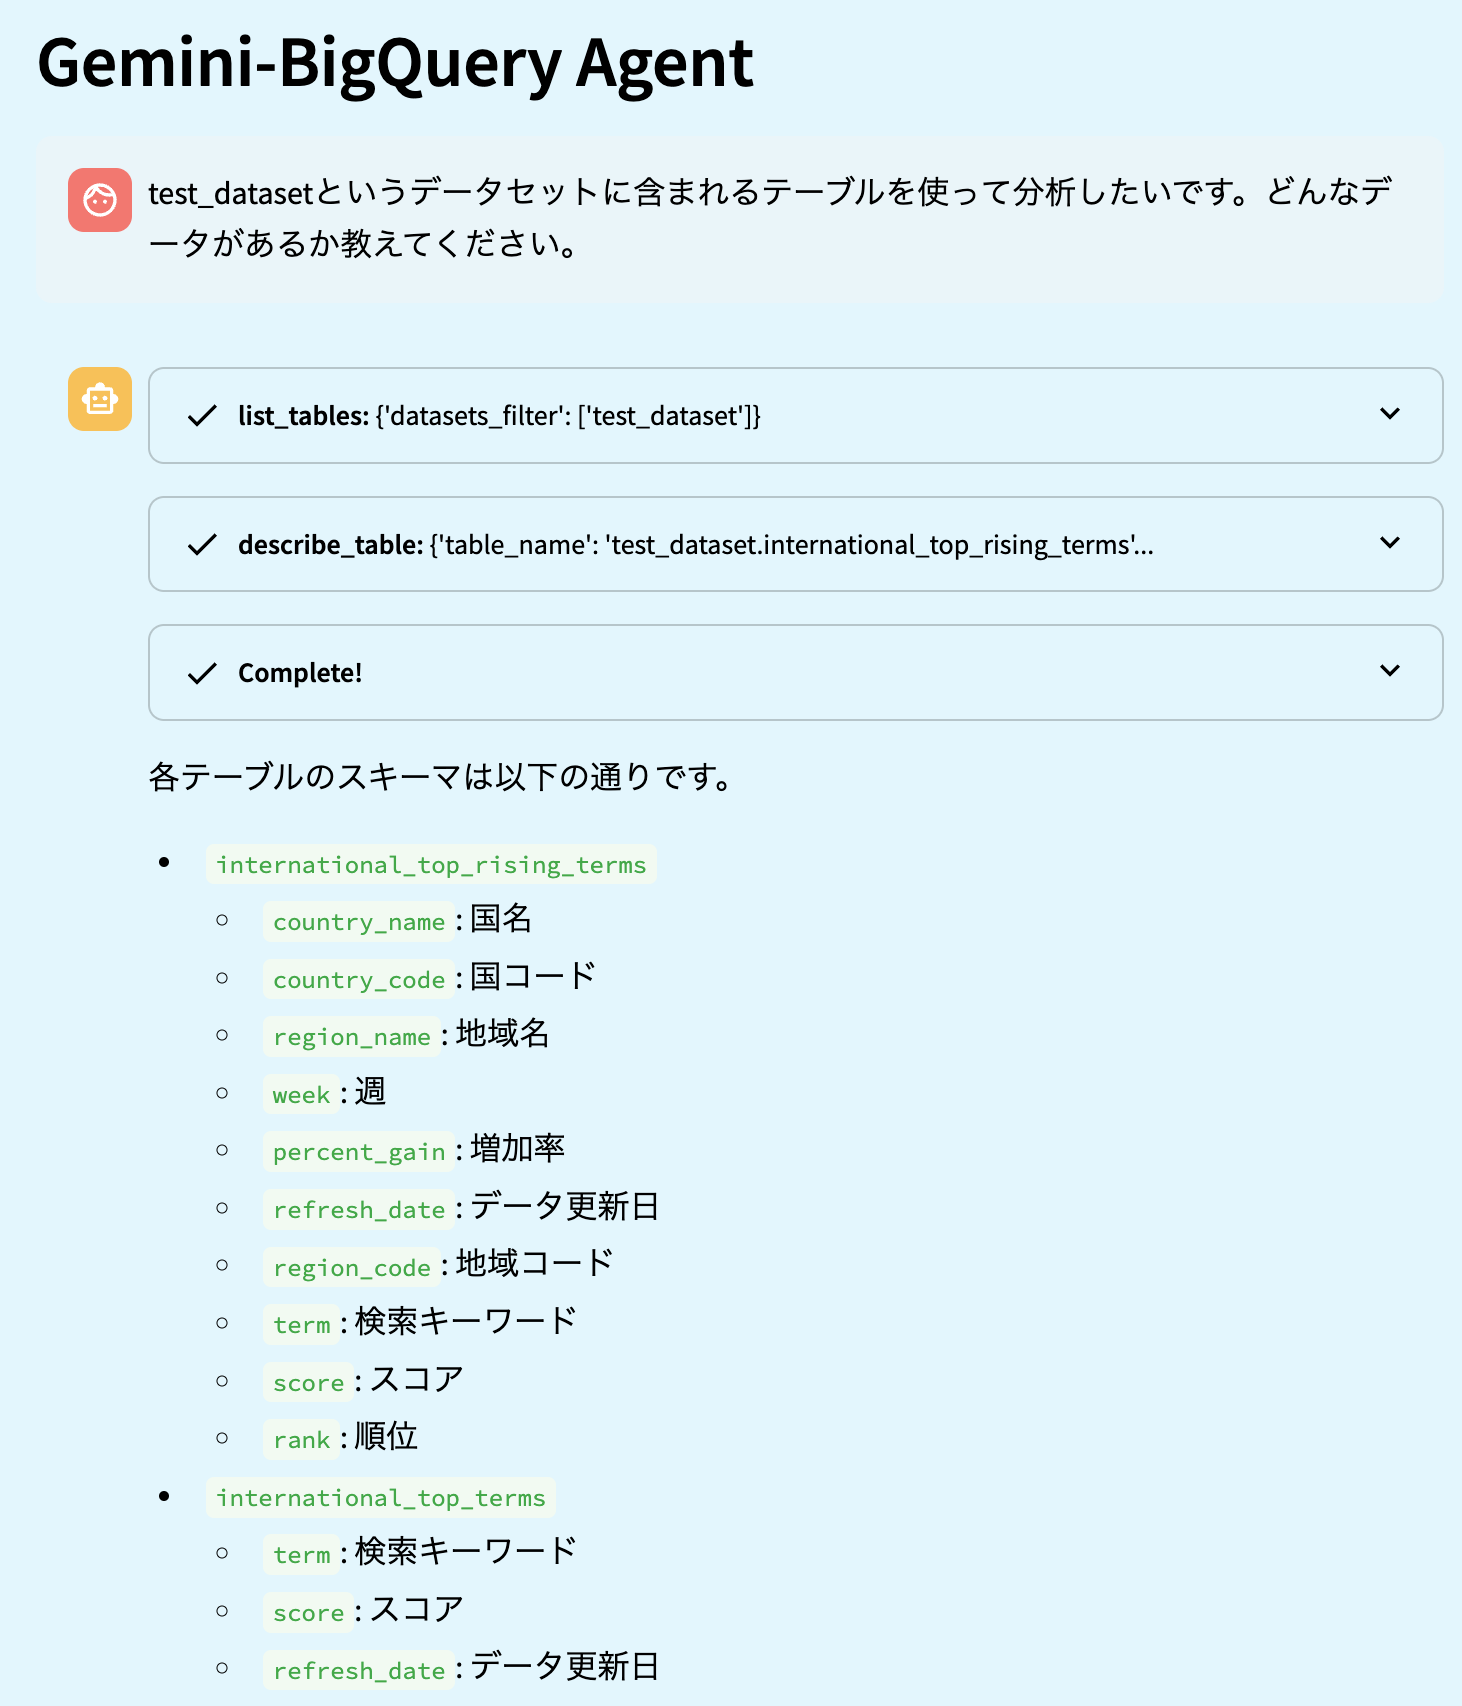 Gemini-BigQuery Agent
test_datasetというデータセットに含まれるテーブルを使って分析したいです。どんなデ
ータがあるか教えてください。
list_tables: {'datasets_filter': ['test_dataset']}
describe_table: {'table_name': 'test_dataset.international_top_rising_terms'...
Complete!
各テーブルのスキーマは以下の通りです。
international_top_rising_terms
country_name : 国名
country_code : 国コード
region_name : 地域名
week : 週
percent_gain : 増加率
refresh_date : データ更新日
region_code : 地域コード
term : 検索キーワード
score : スコア
rank : 順位
international_top_terms
term : 検索キーワード
score : スコア
refresh_date : データ更新日